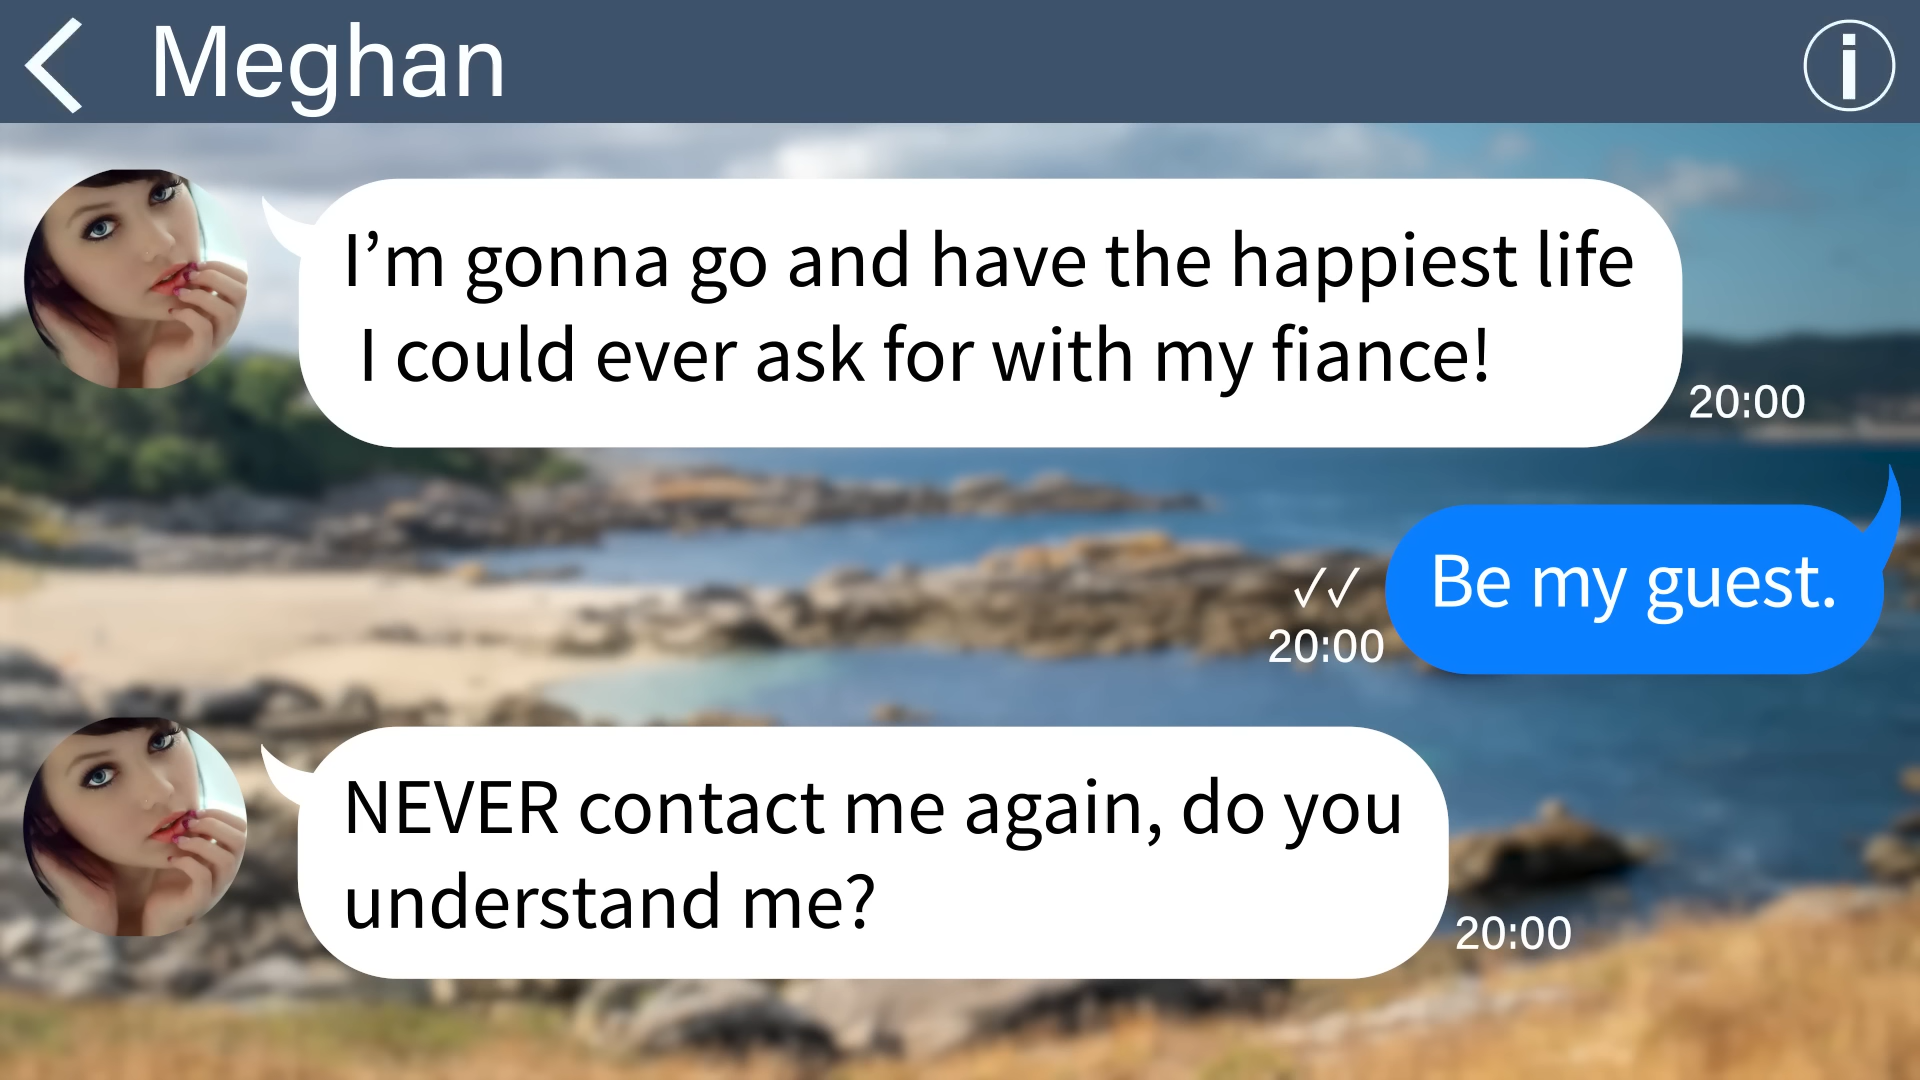 Meghan
I’m gonna go and have the happiest life
I could ever ask for with my fiance!
20:00
Be my guest.
✓✓
20:00
NEVER contact me again, do you
understand me?
20:00